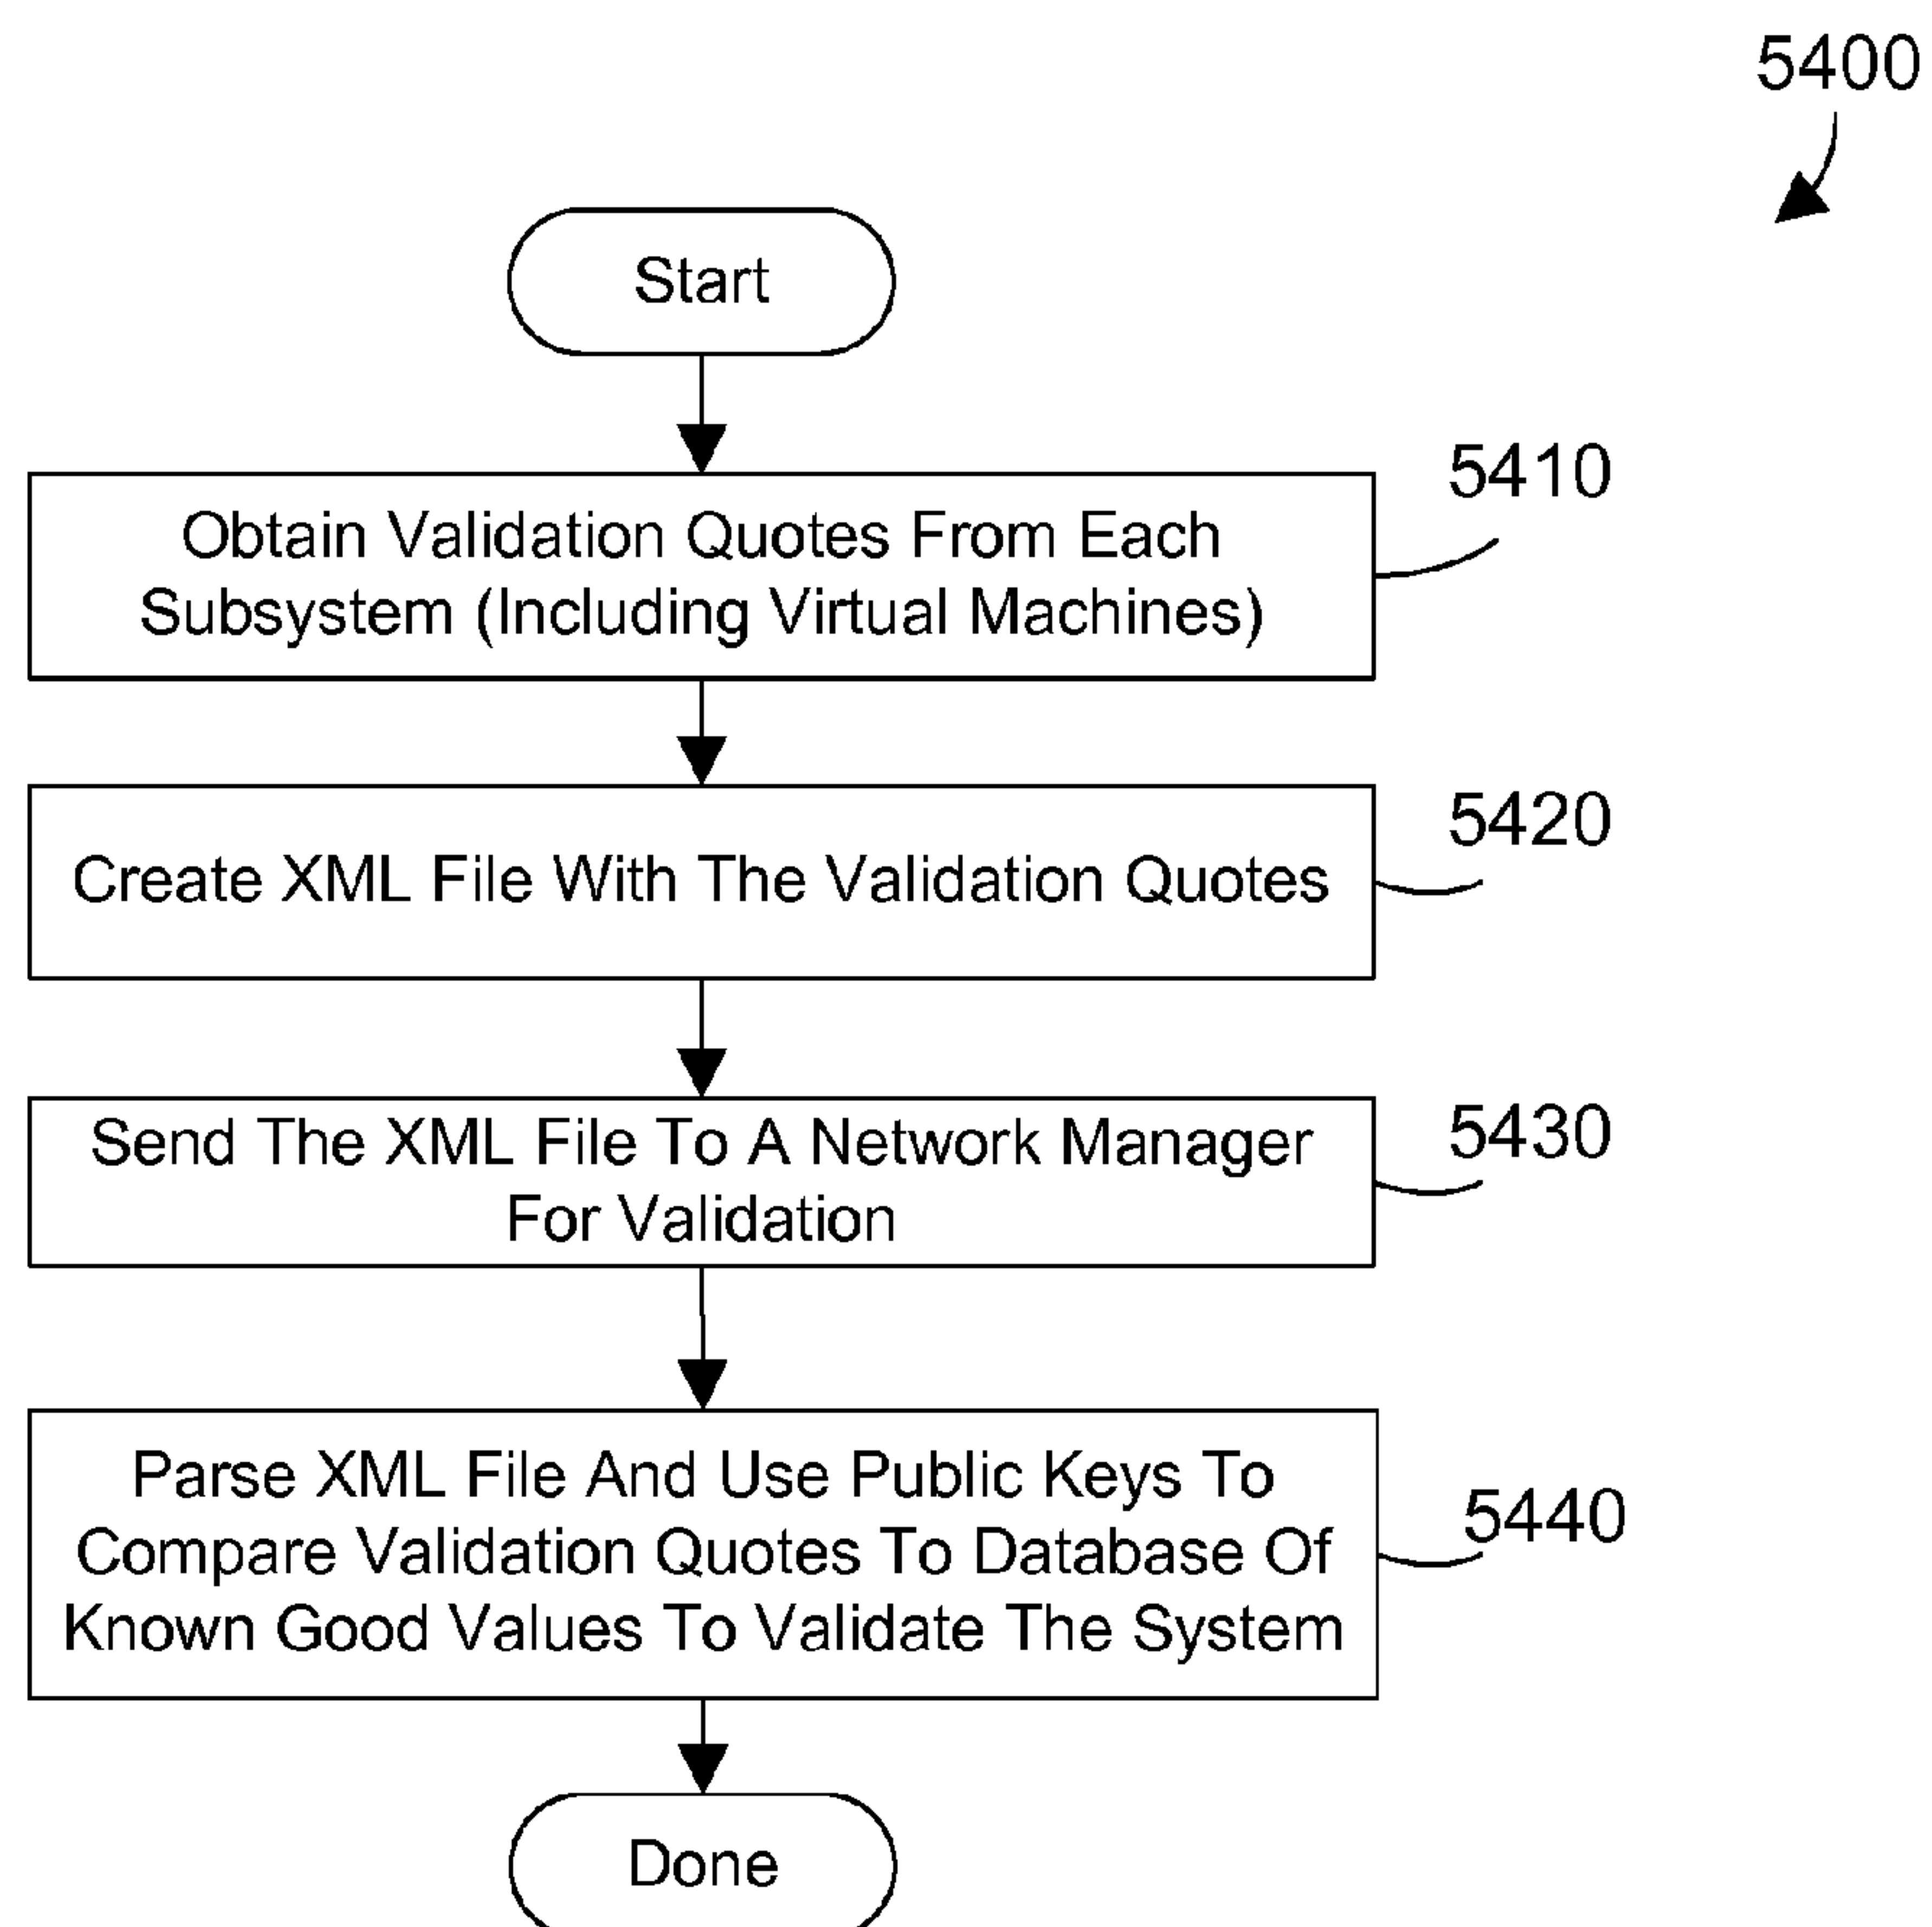 5400
Start
5410
Obtain Validation Quotes From Each
Subsystem (Including Virtual Machines)
5420
Create XML File With The Validation Quotes
5430
Send The XML File To A Network Manager
For Validation
Parse XML File And Use Public Keys To
5440
Compare Validation Quotes To Database Of
Known Good Values To Validate The System
Done